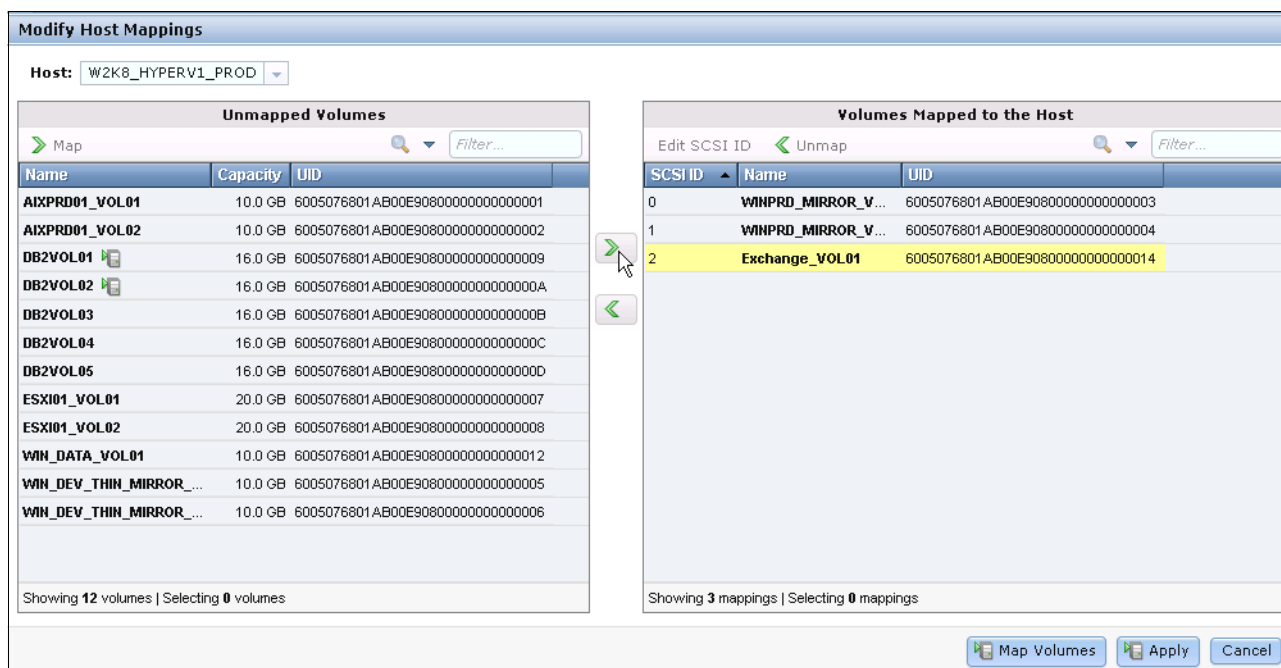 Modify Host Mappings
Host: W2K8_HYPERV1_PROD
Unmapped Volumes
Map Filter...
Name Capacity UID
AIXPRD01_VOL01 10.0 GB 6005076801AB00E90800000000000001
AIXPRD01_VOL02 10.0 GB 6005076801AB00E90800000000000002
DB2VOL01 16.0 GB 6005076801AB00E90800000000000009
DB2VOL02 16.0 GB 6005076801AB00E9080000000000000A
DB2VOL03 16.0 GB 6005076801AB00E9080000000000000B
DB2VOL04 16.0 GB 6005076801AB00E9080000000000000C
DB2VOL05 16.0 GB 6005076801AB00E9080000000000000D
ESXI01_VOL01 20.0 GB 6005076801AB00E90800000000000007
ESXI01_VOL02 20.0 GB 6005076801AB00E90800000000000008
WIN_DATA_VOL01 10.0 GB 6005076801AB00E90800000000000012
WIN_DEV_THIN_MIRROR_... 10.0 GB 6005076801AB00E90800000000000005
WIN_DEV_THIN_MIRROR_... 10.0 GB 6005076801AB00E90800000000000006
Showing 12 volumes | Selecting 0 volumes
Volumes Mapped to the Host
Edit SCSI ID Unmap Filter...
SCSI ID Name UID
0 WINPRD_MIRROR_V... 6005076801AB00E90800000000000003
1 WINPRD_MIRROR_V... 6005076801AB00E90800000000000004
2 Exchange_VOL01 6005076801AB00E90800000000000014
Showing 3 mappings | Selecting 0 mappings
Map Volumes Apply Cancel